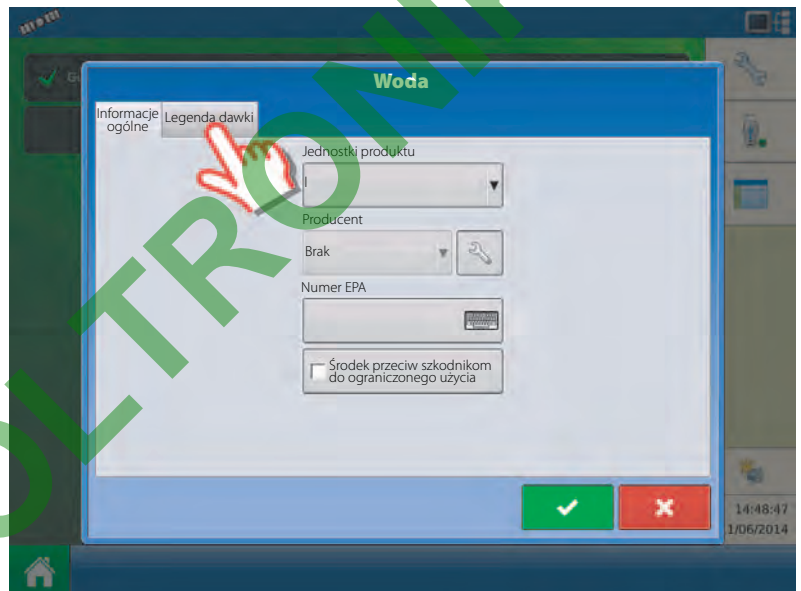 Woda
Informacje
ogólne
Legenda dawki
Jednostki produktu
l
Producent
Brak
Numer EPA
Środek przeciw szkodnikom
do ograniczonego użycia
14:48:47
1/06/2014